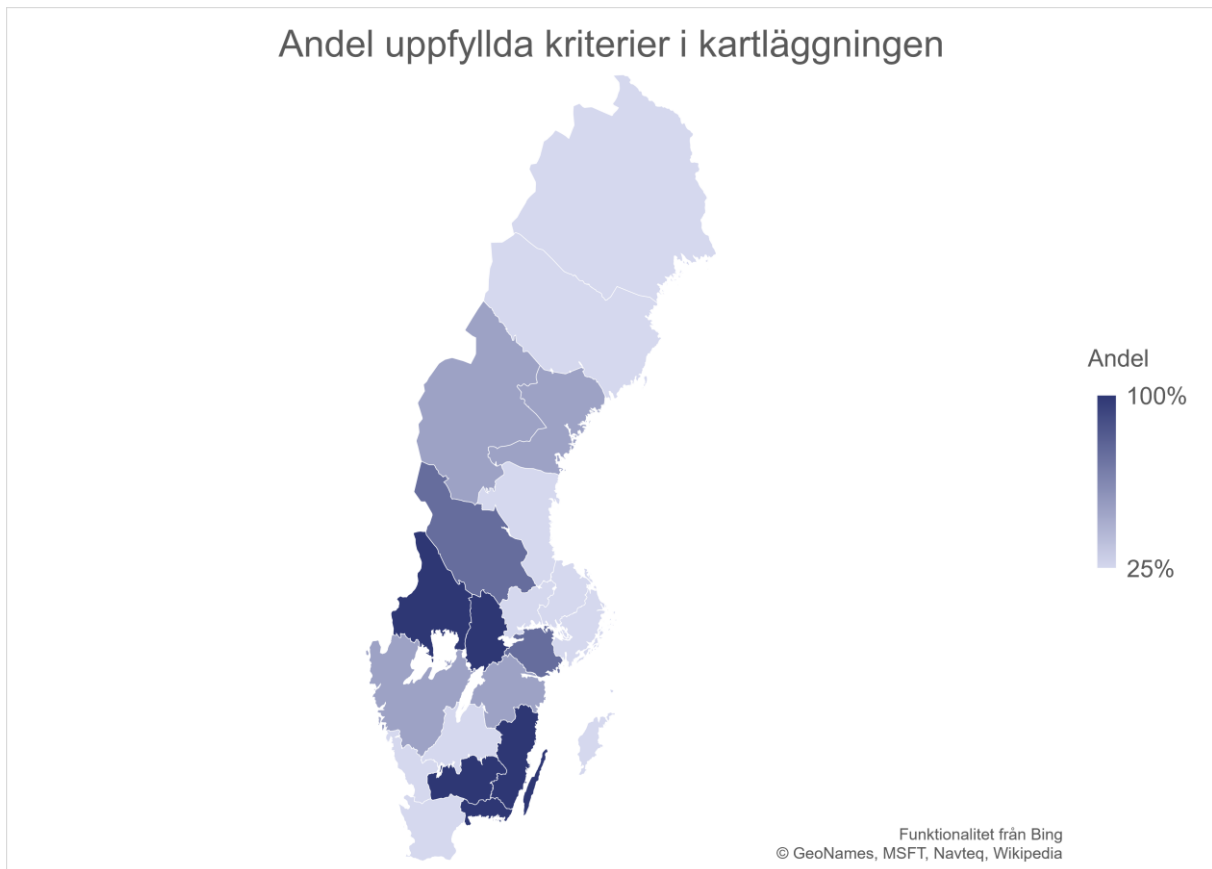 Andel uppfyllda kriterier i kartläggningen
Andel
100%
25%
Funktionalitet från Bing
© GeoNames, MSFT, Navteq, Wikipedia